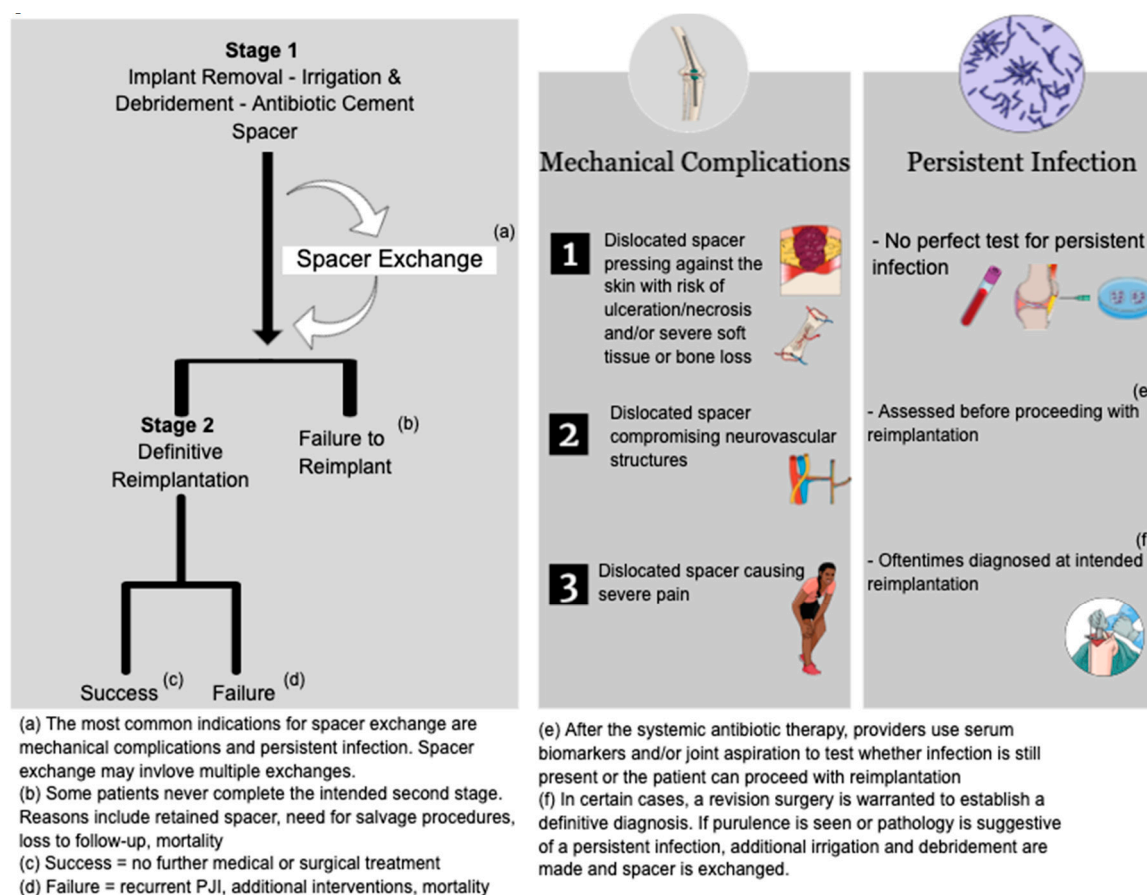 Stage 1
Implant Removal - Irrigation &
Debridement - Antibiotic Cement
Spacer
(a)
Spacer Exchange
Stage 2
Definitive
Reimplantation
Failure to
Reimplant
(b)
Success
(c)
Failure
(d)
(a) The most common indications for spacer exchange are
mechanical complications and persistent infection. Spacer
exchange may invlove multiple exchanges.
(b) Some patients never complete the intended second stage.
Reasons include retained spacer, need for salvage procedures,
loss to follow-up, mortality
(c) Success = no further medical or surgical treatment
(d) Failure = recurrent PJI, additional interventions, mortality
Mechanical Complications
1
Dislocated spacer
pressing against the
skin with risk of
ulceration/necrosis
and/or severe soft
tissue or bone loss
2
Dislocated spacer
compromising neurovascular
structures
3
Dislocated spacer causing
severe pain
Persistent Infection
- No perfect test for persistent
infection
(e
- Assessed before proceeding with
reimplantation
(f
- Oftentimes diagnosed at intended
reimplantation
(e) After the systemic antibiotic therapy, providers use serum
biomarkers and/or joint aspiration to test whether infection is still
present or the patient can proceed with reimplantation
(f) In certain cases, a revision surgery is warranted to establish a
definitive diagnosis. If purulence is seen or pathology is suggestive
of a persistent infection, additional irrigation and debridement are
made and spacer is exchanged.